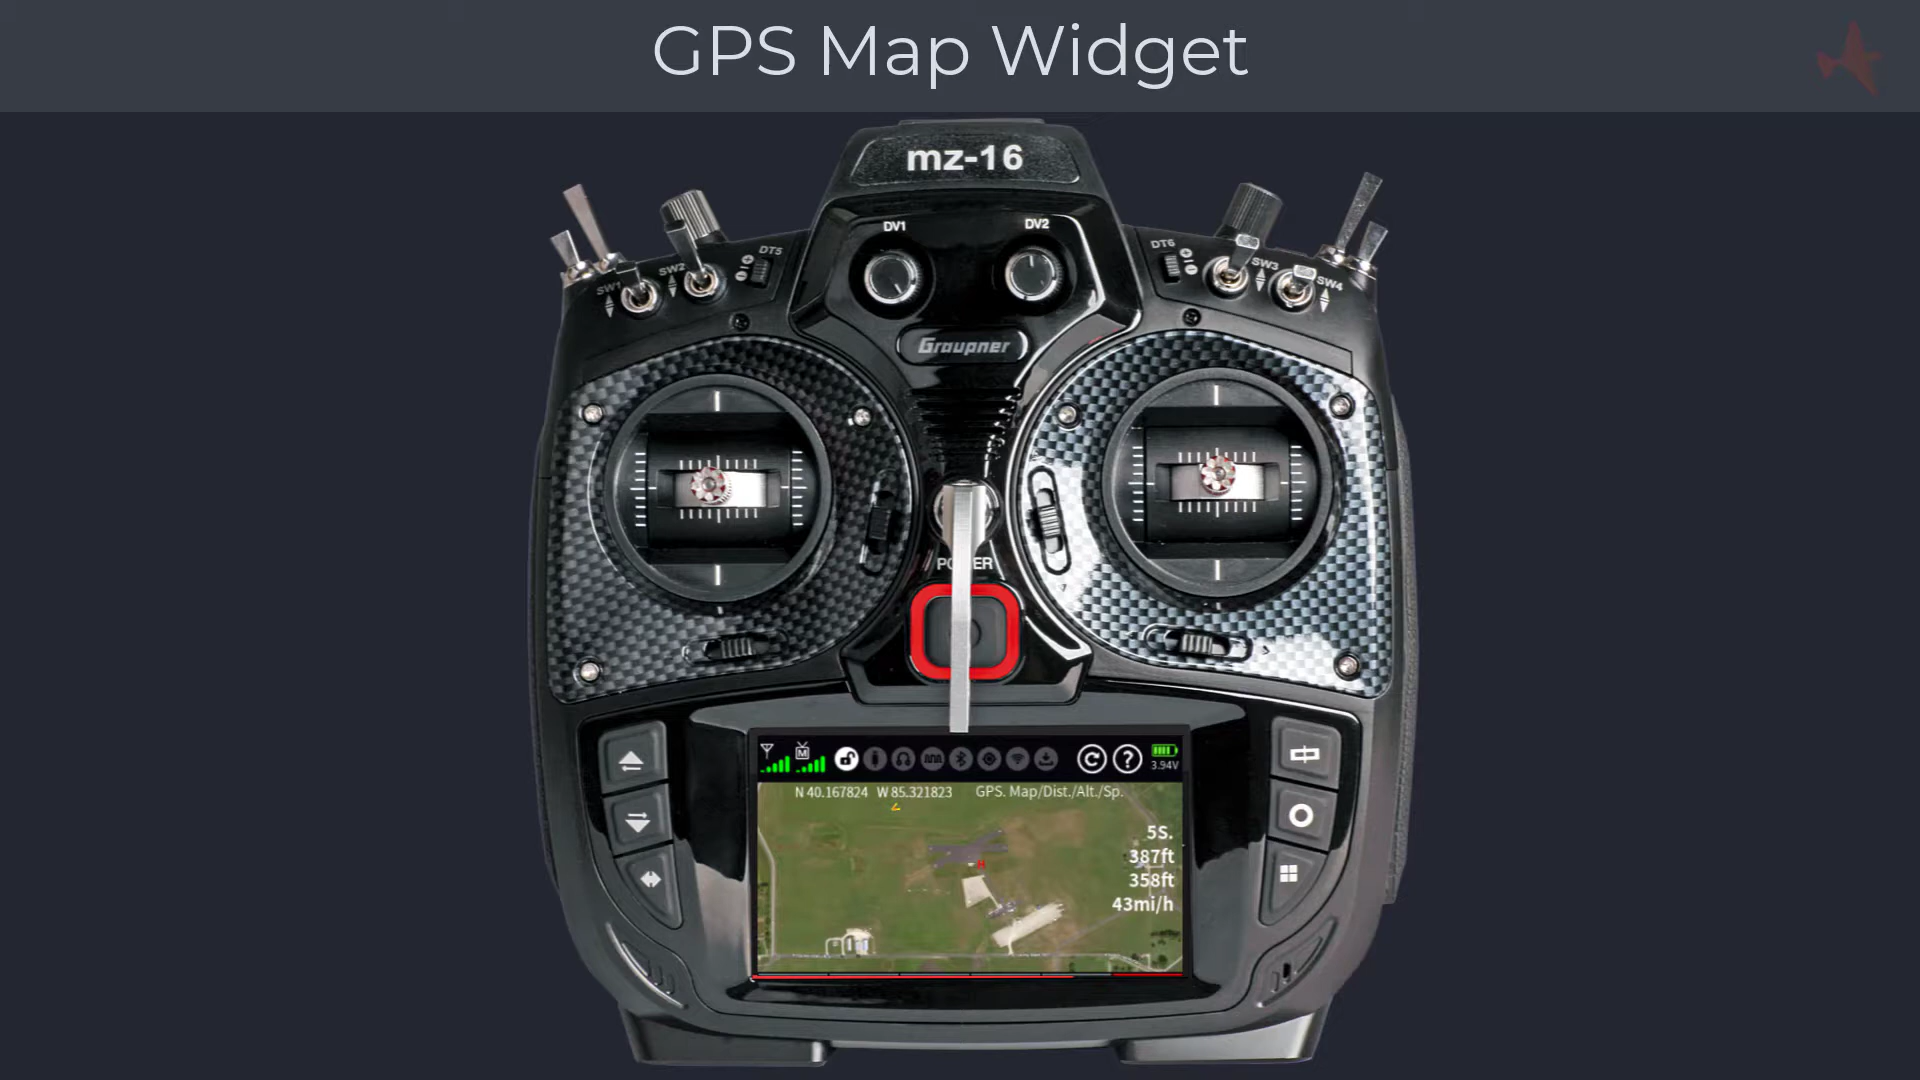 GPS Map Widget
mz-16
DV1 DV2
SW1 SW2 DT5
DT6 SW3 SW4
Graupner
M
3.94V
N 40.167824 W 85.321823 GPS. Map/Dist./Alt./Sp.
5S.
387ft
H
358ft
43mi/h